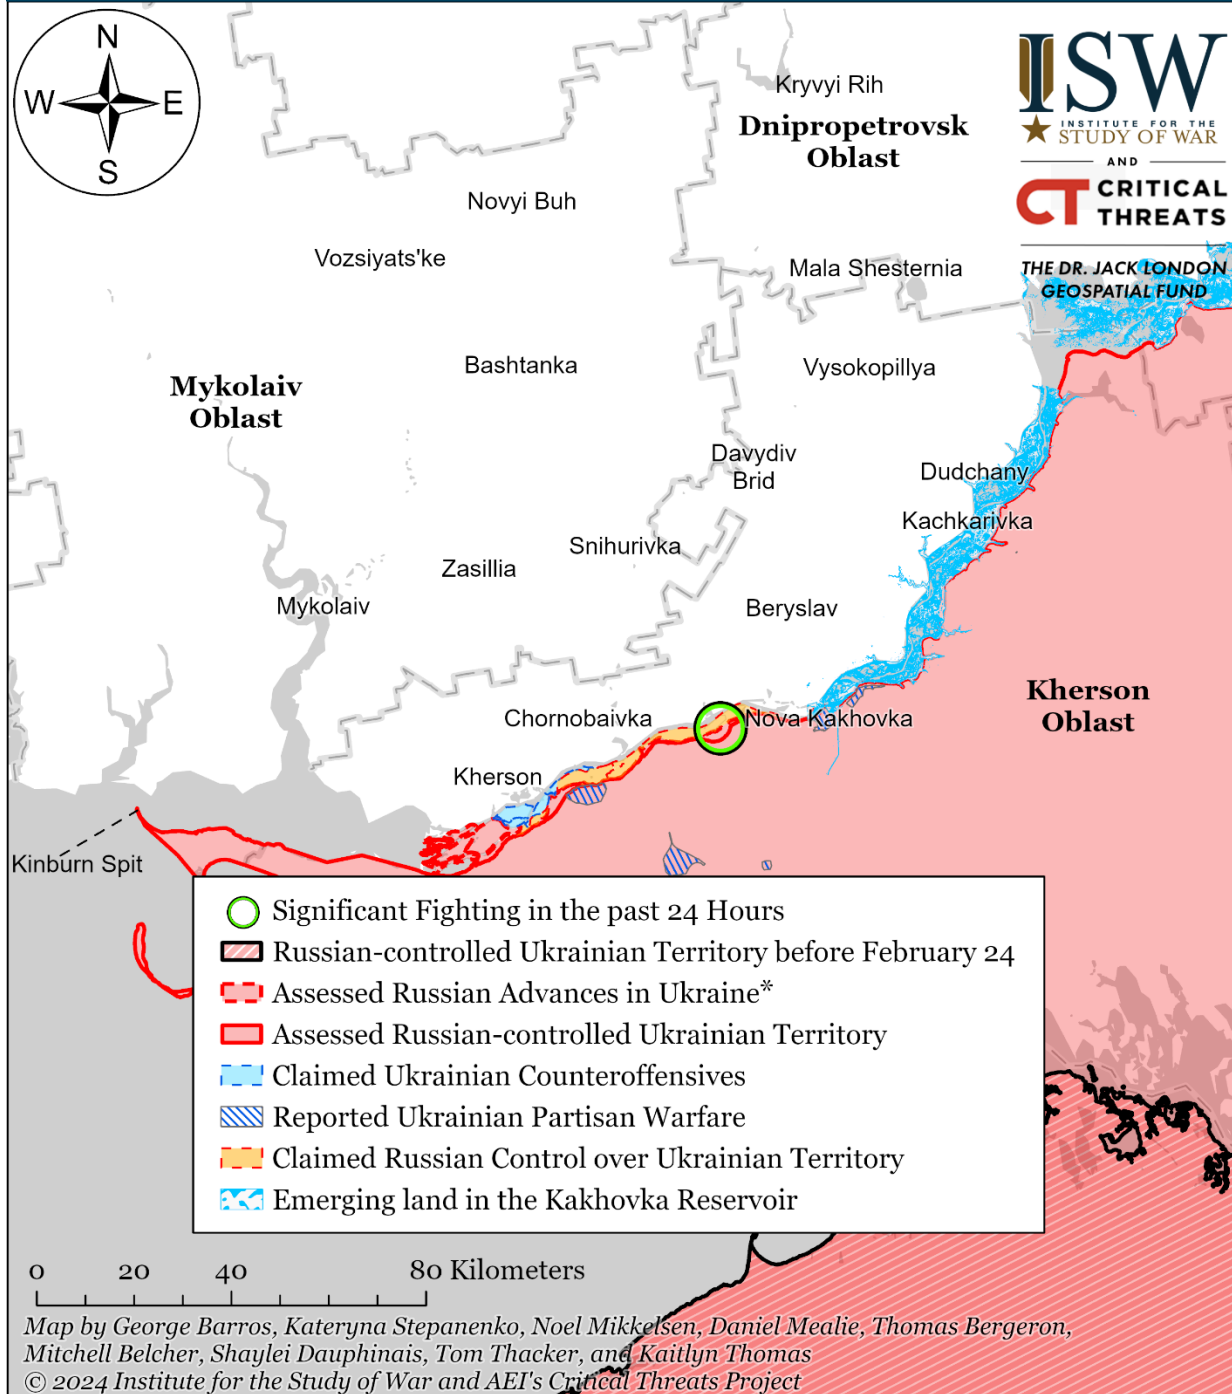 N
W
E
S
ISW
INSTITUTE FOR THE
STUDY OF WAR
AND
CT CRITICAL
THREATS
THE DR. JACK LONDON
GEOSPATIAL FUND
Kryvyi Rih
Dnipropetrovsk
Oblast
Novyi Buh
Vozsiyats'ke
Mala Shesternia
Bashtanka
Vysokopillya
Mykolaiv
Oblast
Davydiv
Brid
Dudchany
Kachkarivka
Snihurivka
Zasillia
Mykolaiv
Beryslav
Kherson
Oblast
Chornobaivka
Nova Kakhovka
Kherson
Kinburn Spit
Significant Fighting in the past 24 Hours
Russian-controlled Ukrainian Territory before February 24
Assessed Russian Advances in Ukraine*
Assessed Russian-controlled Ukrainian Territory
Claimed Ukrainian Counteroffensives
Reported Ukrainian Partisan Warfare
Claimed Russian Control over Ukrainian Territory
Emerging land in the Kakhovka Reservoir
0 20 40 80 Kilometers
Map by George Barros, Kateryna Stepanenko, Noel Mikkelsen, Daniel Mealie, Thomas Bergeron,
Mitchell Belcher, Shaylei Dauphinais, Tom Thacker, and Kaitlyn Thomas
© 2024 Institute for the Study of War and AEI's Critical Threats Project